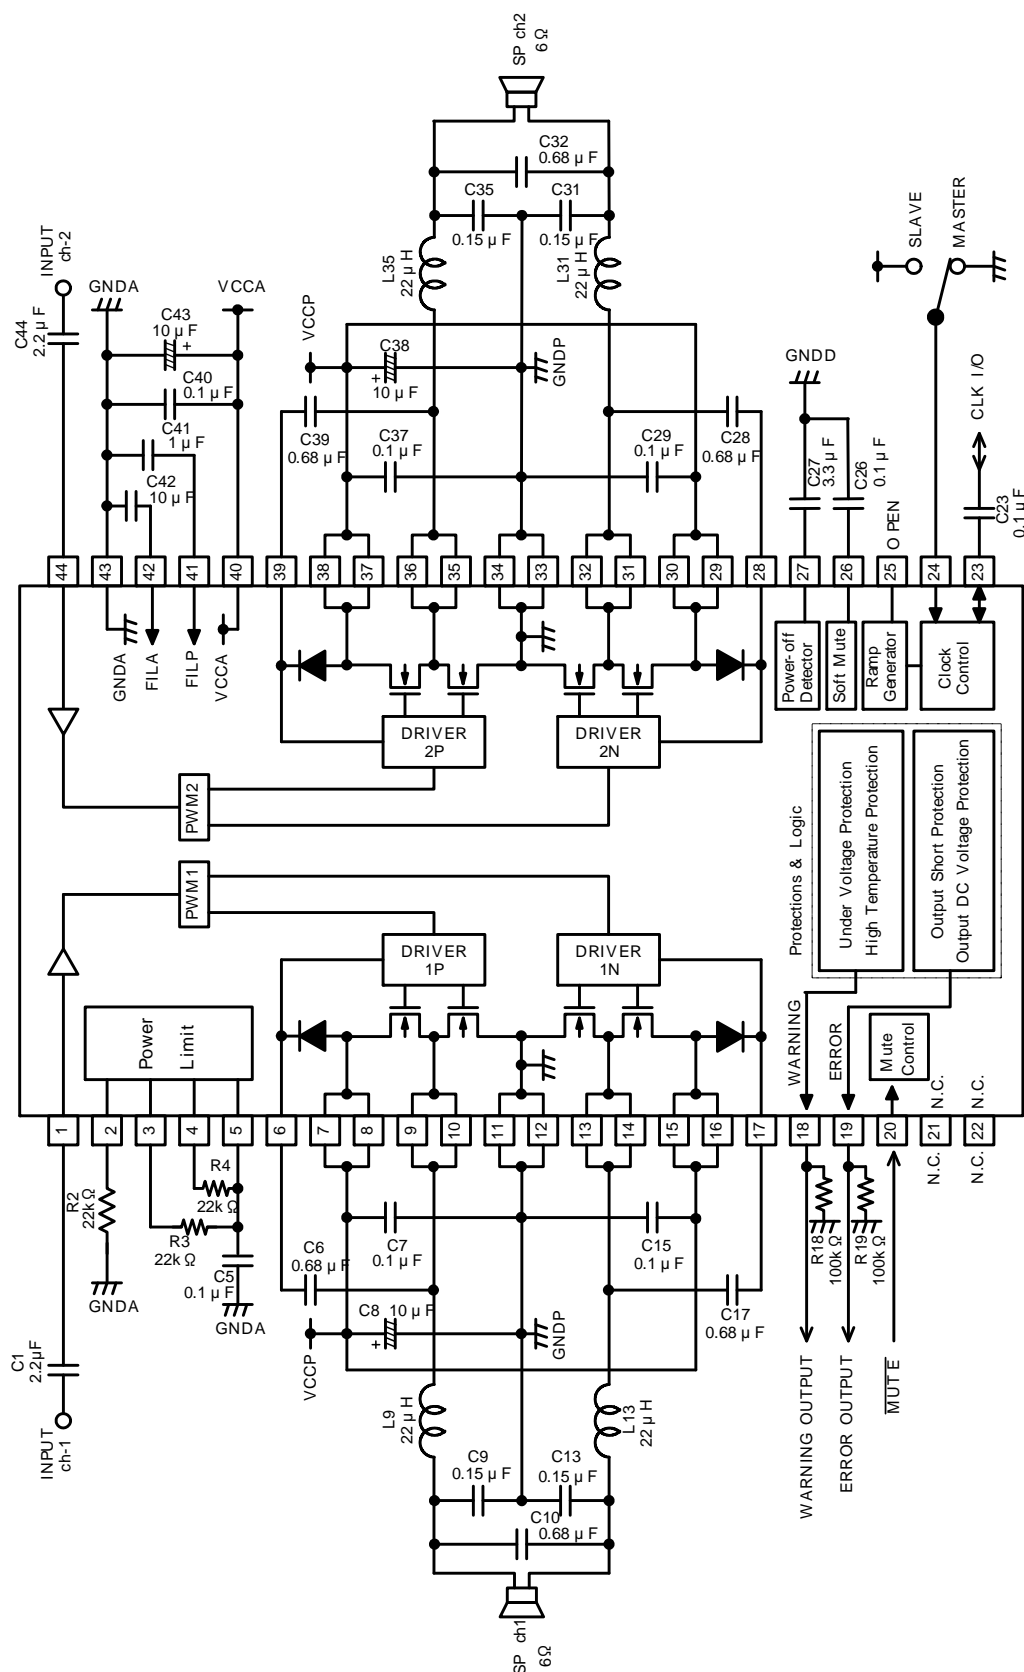 SP ch2
6Ω
C32
0.68 µF
C35
0.15 µF
C31
0.15 µF
L35
22 µH
L31
22 µH
SLAVE
MASTER
INPUT
ch-2
C44
2.2 µF
GNDA
VCCA
C43
10 µF
+
C40
0.1 µF
C41
1 µF
C42
10 µF
VCCP
C38
+
10 µF
GNDP
C39
0.68 µF
C37
0.1 µF
C29
0.1 µF
C28
0.68 µF
GNDD
C27
3.3 µF
C26
0.1 µF
OPEN
CLK I/O
C23
0.1 µF
44
43
42
41
40
39
38
37
36
35
34
33
32
31
30
29
28
27
26
25
24
23
GNDA
FILA
FILP
VCCA
DRIVER
2P
DRIVER
2N
Power-off
Detector
Soft Mute
Ramp
Generator
Clock
Control
PWM2
PWM1
Protections & Logic
Under Voltage Protection
High Temperature Protection
Output Short Protection
Output DC Voltage Protection
DRIVER
1P
DRIVER
1N
Power
Limit
WARNING
ERROR
Mute
Control
N.C.
N.C.
1
2
3
4
5
6
7
8
9
10
11
12
13
14
15
16
17
18
19
20
21
22
N.C.
N.C.
R2
22kΩ
R4
22kΩ
R3
22kΩ
C5
0.1 µF
GNDA
GNDA
C6
0.68 µF
C7
0.1 µF
C15
0.1 µF
C17
0.68 µF
R18
100kΩ
R19
100kΩ
VCCP
C8 10 µF
+
GNDP
C1
2.2µF
INPUT
ch-1
L9
22 µH
L13
22 µH
WARNING OUTPUT
ERROR OUTPUT
MUTE
C9
0.15 µF
C13
0.15 µF
C10
0.68 µF
SP ch1
6Ω